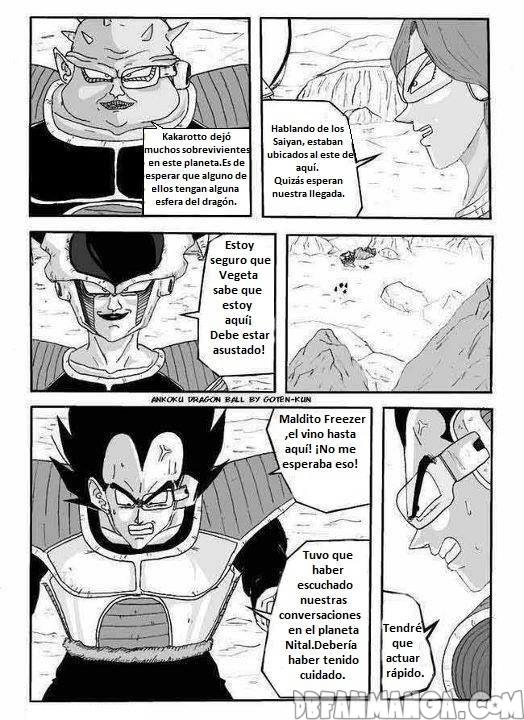 Kakarotto dejó
muchos sobrevivientes
en este planeta.Es de
esperar que alguno de
ellos tengan alguna
esfera del dragón.
Hablando de los
Saiyan, estaban
ubicados al este de
aquí.
Quizás esperan
nuestra llegada.
Estoy
seguro que
Vegeta
sabe que
estoy
aquí¡
Debe estar
asustado!
ANKOKU DRAGON BALL BY GOTEN-KUN
Maldito Freezer
,el vino hasta
aquí! ¡No me
esperaba eso!
Tuvo que
haber
escuchado
nuestras
conversaciones
en el planeta
Nital.Debería
haber tenido
cuidado.
Tendré
que
actuar
rápido.
DBFANMANGA.COM